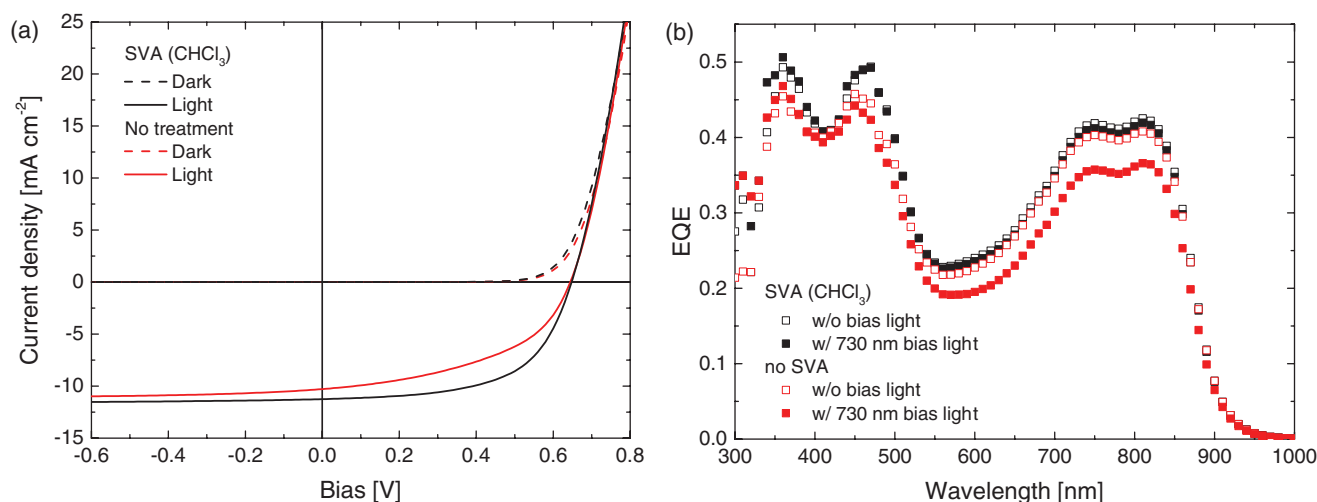 (a)
25
20
15
10
5
0
-5
-10
-15
Current density [mA cm⁻²]
SVA (CHCl₃)
Dark
Light
No treatment
Dark
Light
-0.6 -0.4 -0.2 0.0 0.2 0.4 0.6 0.8
Bias [V]
(b)
0.5
0.4
0.3
0.2
0.1
0.0
EQE
SVA (CHCl₃)
w/o bias light
w/ 730 nm bias light
no SVA
w/o bias light
w/ 730 nm bias light
300 400 500 600 700 800 900 1000
Wavelength [nm]